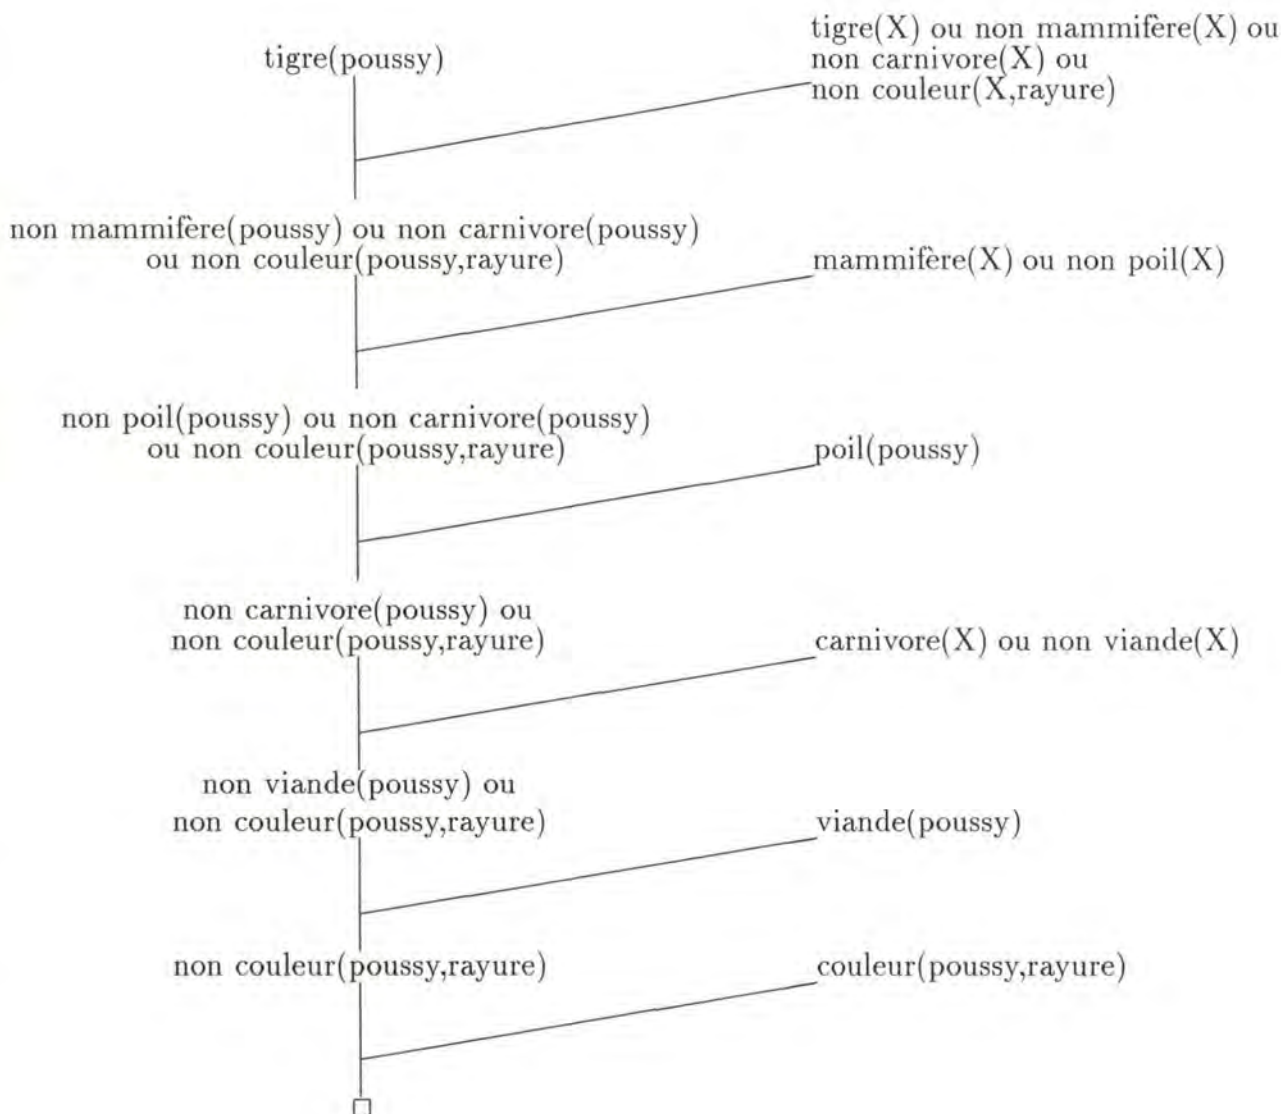 tigre(poussy)
tigre(X) ou non mammifère(X) ou
non carnivore(X) ou
non couleur(X,rayure)
non mammifère(poussy) ou non carnivore(poussy)
ou non couleur(poussy,rayure)
mammifère(X) ou non poil(X)
non poil(poussy) ou non carnivore(poussy)
ou non couleur(poussy,rayure)
poil(poussy)
non carnivore(poussy) ou
non couleur(poussy,rayure)
carnivore(X) ou non viande(X)
non viande(poussy) ou
non couleur(poussy,rayure)
viande(poussy)
non couleur(poussy,rayure)
couleur(poussy,rayure)